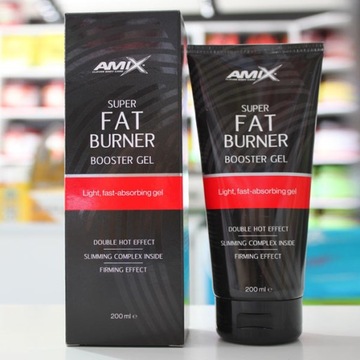 AMIX
SUPER
FAT
BURNER
BOOSTER GEL
Light, fast-absorbing gel
DOUBLE HOT EFFECT
SLIMMING COMPLEX INSIDE
FIRMING EFFECT
200 ml ℮
AMIX
SUPER
FAT
BURNER
BOOSTER GEL
Light, fast-absorbing gel
DOUBLE HOT EFFECT
SLIMMING COMPLEX INSIDE
FIRMING EFFECT
200 ml ℮